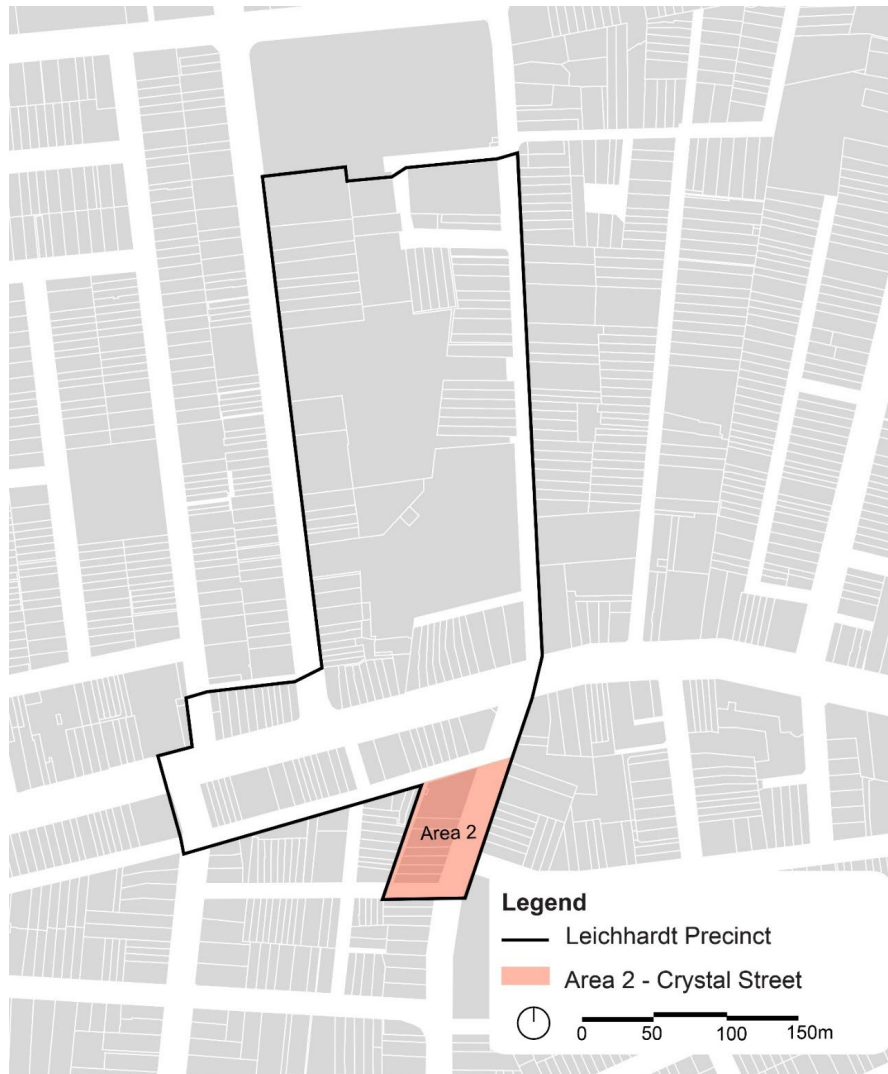 Area 2
Legend
Leichhardt Precinct
Area 2 - Crystal Street
0 50 100 150m